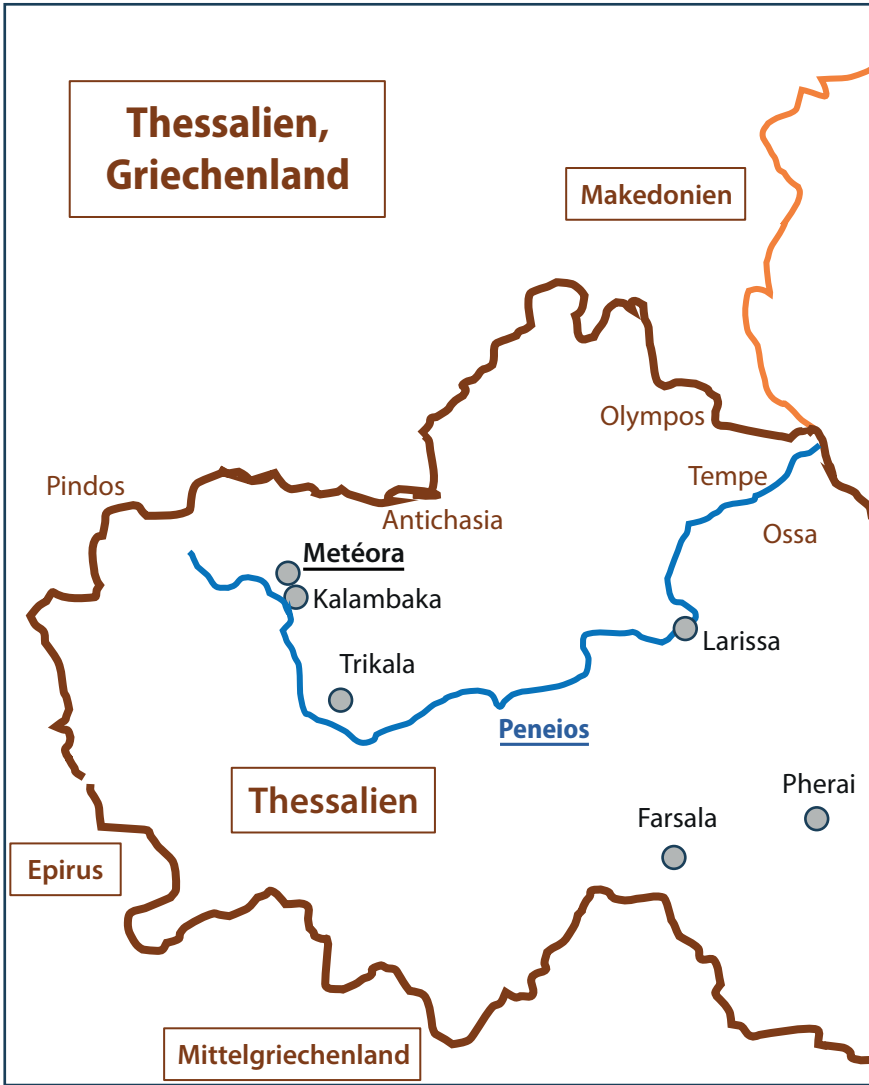 Thessalien,
Griechenland
Makedonien
Olympos
Tempe
Pindos
Antichasia
Ossa
Metéora
Kalambaka
Larissa
Trikala
Peneios
Thessalien
Pherai
Farsala
Epirus
Mittelgriechenland